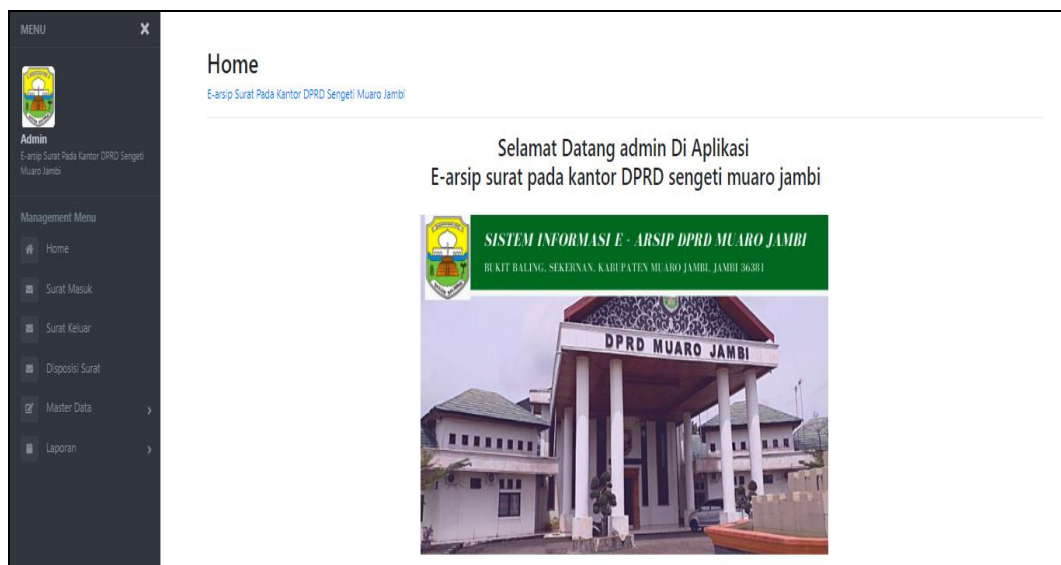 MENU
Admin
E-arsip Surat Pada Kantor DPRD Sengeti
Muaro Jambi
Management Menu
Home
Surat Masuk
Surat Keluar
Disposisi Surat
Master Data
Laporan
Home
E-arsip Surat Pada Kantor DPRD Sengeti Muaro Jambi
Selamat Datang admin Di Aplikasi
E-arsip surat pada kantor DPRD sengeti muaro jambi
SISTEM INFORMASI E - ARSIP DPRD MUARO JAMBI
BUKIT BALING, SEKERNAN, KABUPATEN MUARO JAMBI, JAMBI 36381
DPRD MUARO JAMBI